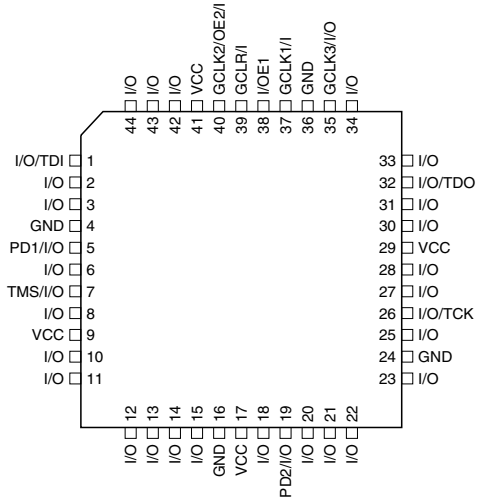 I/O
I/O
I/O
VCC
GCLK2/OE2/I
GCLR/I
I/OE1
GCLK1/I
GND
GCLK3/I/O
I/O
44
43
42
41
40
39
38
37
36
35
34
I/O/TDI 1
I/O 2
I/O 3
GND 4
PD1/I/O 5
I/O 6
TMS/I/O 7
I/O 8
VCC 9
I/O 10
I/O 11
33 I/O
32 I/O/TDO
31 I/O
30 I/O
29 VCC
28 I/O
27 I/O
26 I/O/TCK
25 I/O
24 GND
23 I/O
12
13
14
15
16
17
18
19
20
21
22
I/O
I/O
I/O
I/O
GND
VCC
I/O
PD2/I/O
I/O
I/O
I/O